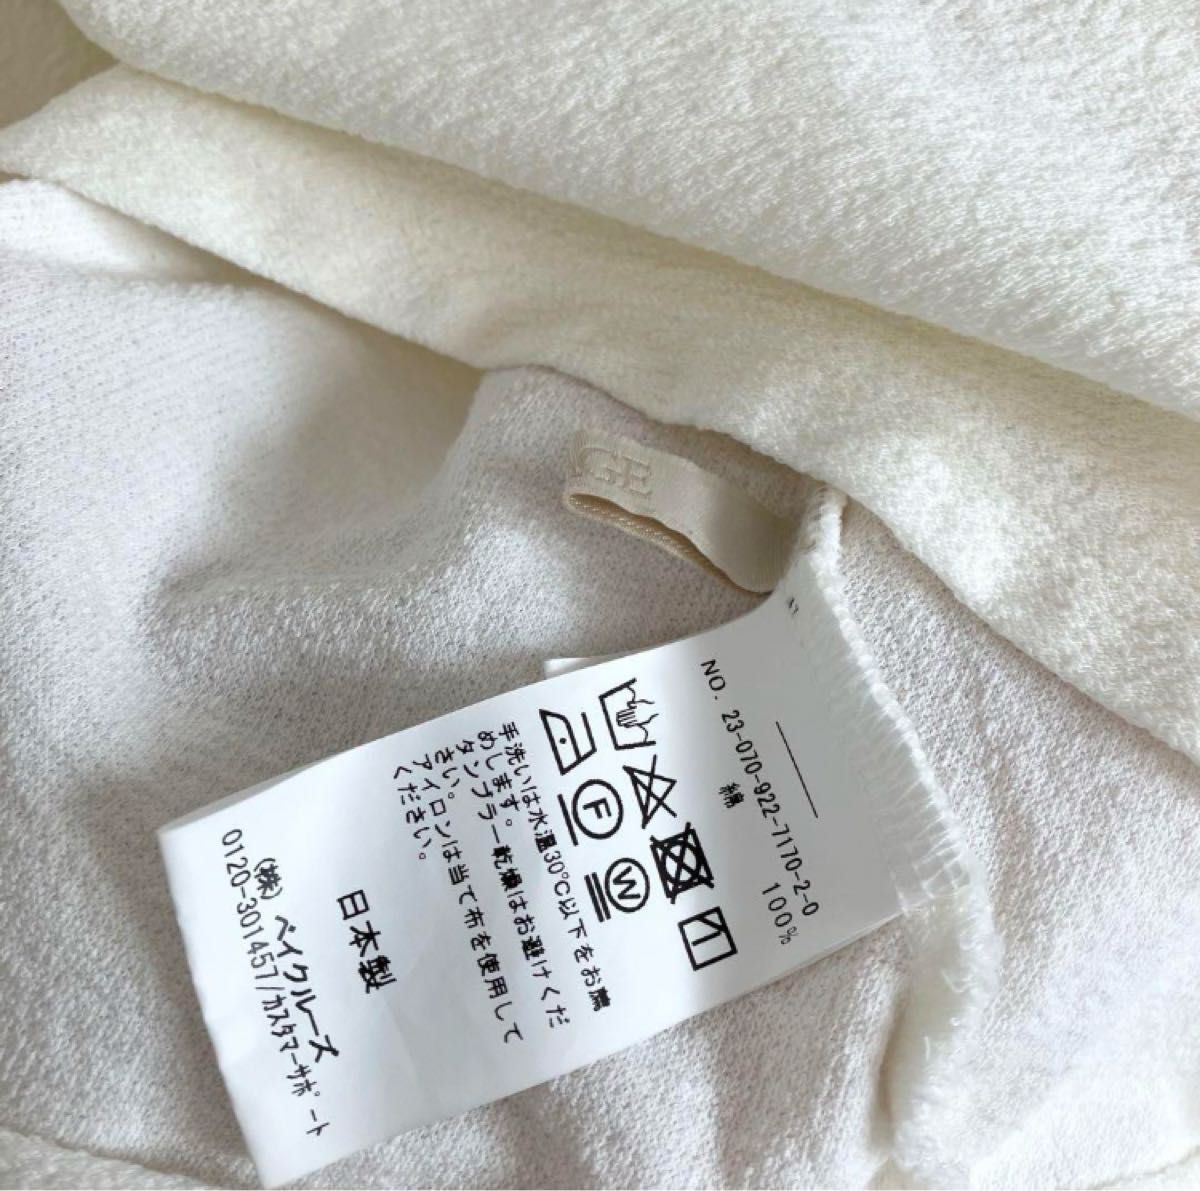 NO. 23-070-922-7170-2-0
綿 100%
F
W
手洗いは水温30℃以下をお薦
めします。
タンブラー乾燥はお避けくだ
さい。
アイロンは当て布を使用して
ください。
日本製
(株) ベイクルーズ
0120-301457/カスタマーサポート